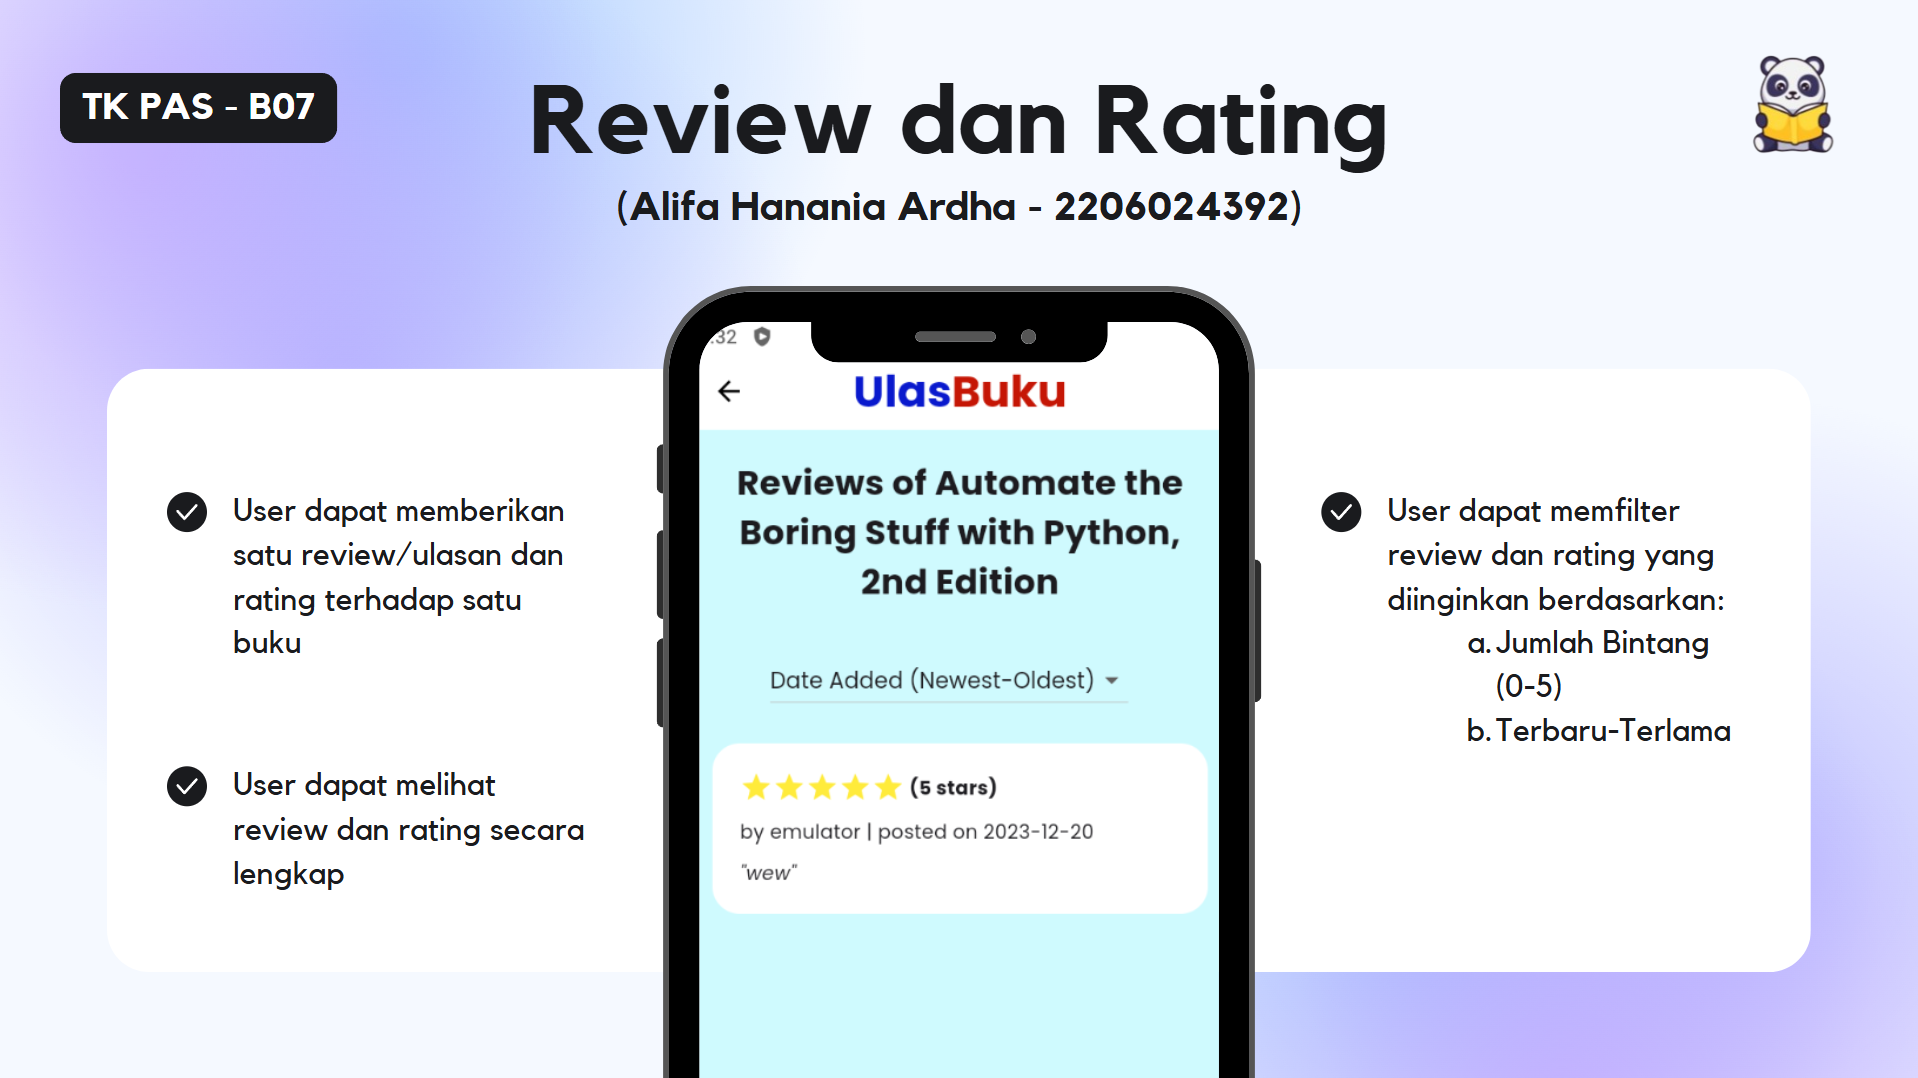 TK PAS - B07
Review dan Rating
(Alifa Hanania Ardha - 2206024392)
User dapat memberikan
satu review/ulasan dan
rating terhadap satu
buku
User dapat melihat
review dan rating secara
lengkap
:32
UlasBuku
Reviews of Automate the
Boring Stuff with Python,
2nd Edition
Date Added (Newest-Oldest)
(5 stars)
by emulator | posted on 2023-12-20
"wew"
User dapat memfilter
review dan rating yang
diinginkan berdasarkan:
a. Jumlah Bintang
(0-5)
b. Terbaru-Terlama